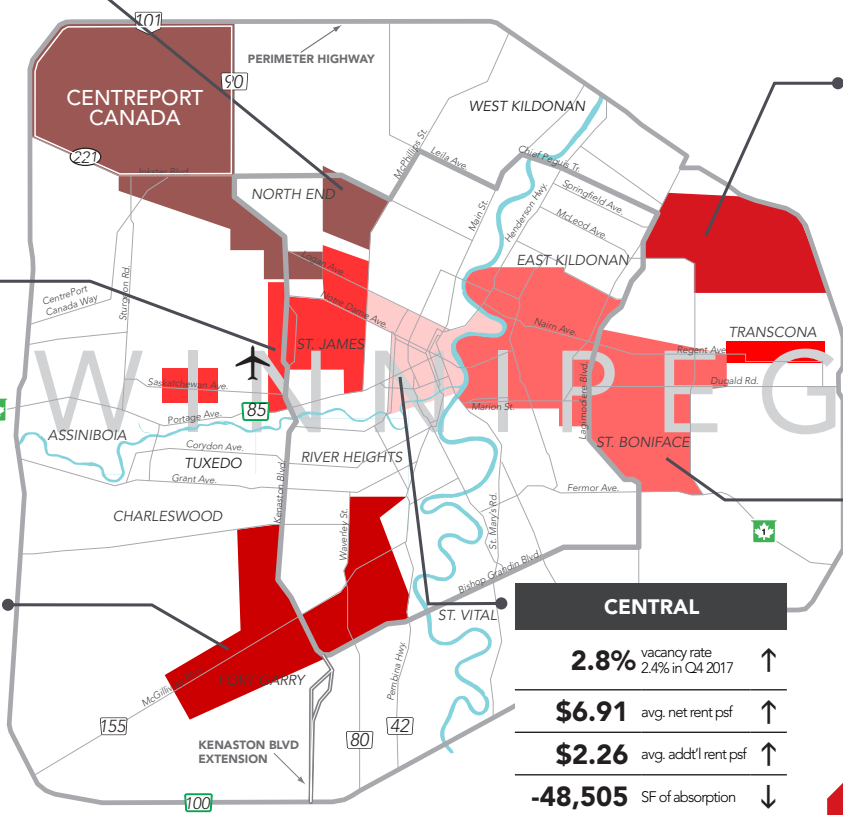 101
PERIMETER HIGHWAY
90
CENTREPORT
CANADA
WEST KILDONAN
McPhillips St.
Leila Ave.
Chief Peguis Tr.
221
Inkster Blvd.
NORTH END
Main St.
Henderson Hwy.
Springfield Ave.
McLeod Ave.
EAST KILDONAN
Logan Ave.
Sturgeon Rd.
CentrePort
Canada Way
Notre Dame Ave.
Nairn Ave.
TRANSCONA
ST. JAMES
Regent Ave.
WINNIPEG
Saskatchewan Ave.
Dugald Rd.
85
Portage Ave.
Marion St.
Lagimodiere Blvd.
ASSINIBOIA
Corydon Ave.
ST. BONIFACE
TUXEDO
RIVER HEIGHTS
Grant Ave.
Kenaston Blvd.
Fermor Ave.
CHARLESWOOD
Waverley St.
St. Mary's Rd.
1
Bishop Grandin Blvd.
ST. VITAL
CENTRAL
2.8% vacancy rate
2.4% in Q4 2017 ↑
$6.91 avg. net rent psf ↑
$2.26 avg. addt'l rent psf ↑
-48,505 SF of absorption ↓
FORT GARRY
Pembina Hwy.
155
80
42
KENASTON BLVD
EXTENSION
100